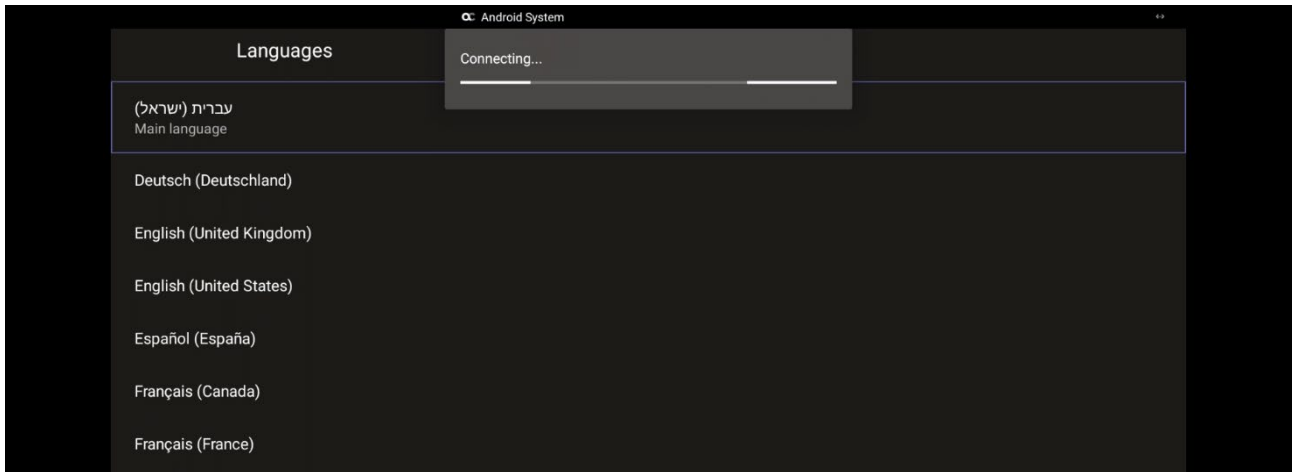 Android System
Languages
Connecting...
עברית (ישראל)
Main language
Deutsch (Deutschland)
English (United Kingdom)
English (United States)
Español (España)
Français (Canada)
Français (France)